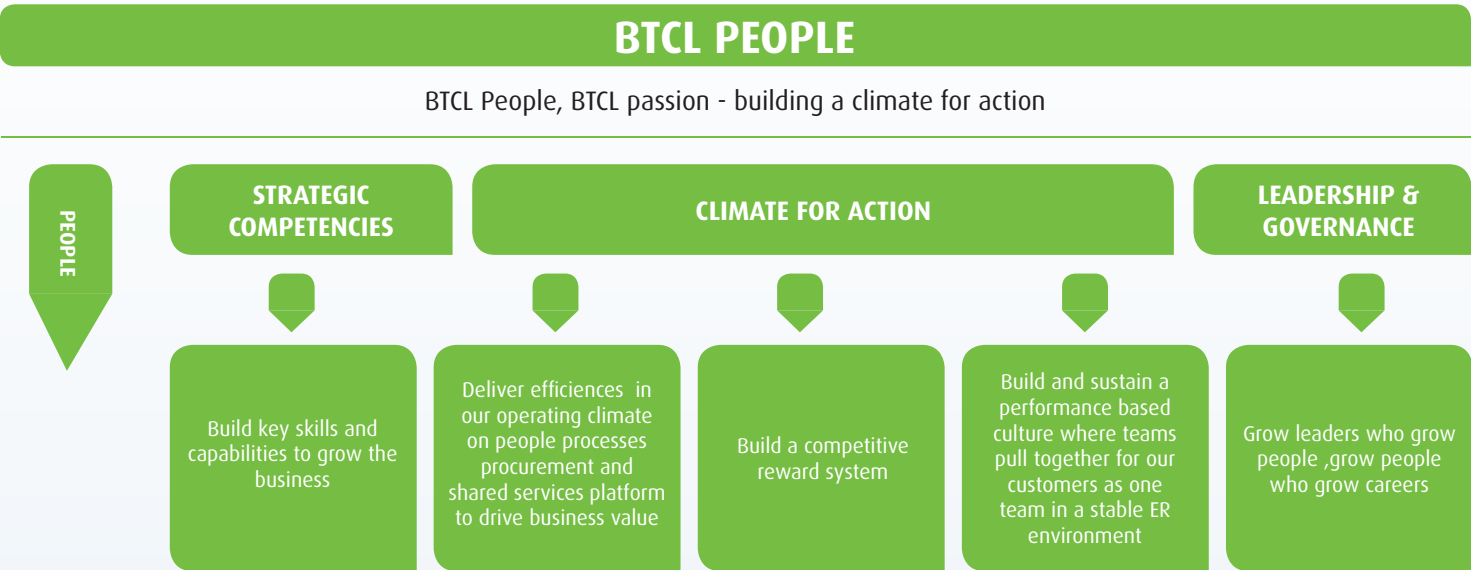 BTCL PEOPLE
BTCL People, BTCL passion - building a climate for action
PEOPLE
STRATEGIC
COMPETENCIES
CLIMATE FOR ACTION
LEADERSHIP &
GOVERNANCE
Build key skills and
capabilities to grow the
business
Deliver efficiences in
our operating climate
on people processes
procurement and
shared services platform
to drive business value
Build a competitive
reward system
Build and sustain a
performance based
culture where teams
pull together for our
customers as one
team in a stable ER
environment
Grow leaders who grow
people ,grow people
who grow careers